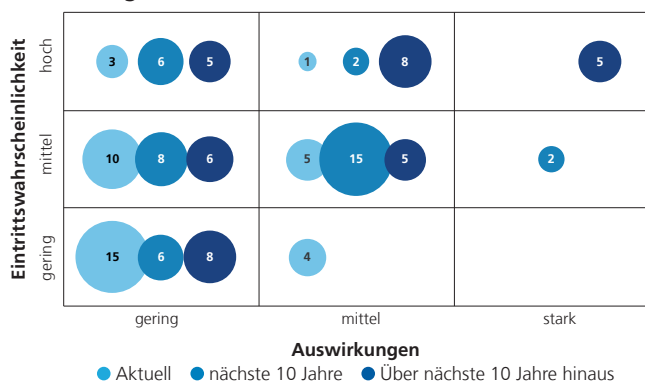 Eintrittswahrscheinlichkeit
hoch
3 6 5 1 2 8 5
mittel
10 8 6 5 15 5 2
gering
15 6 8 4
gering mittel stark
Auswirkungen
Aktuell nächste 10 Jahre Über nächste 10 Jahre hinaus